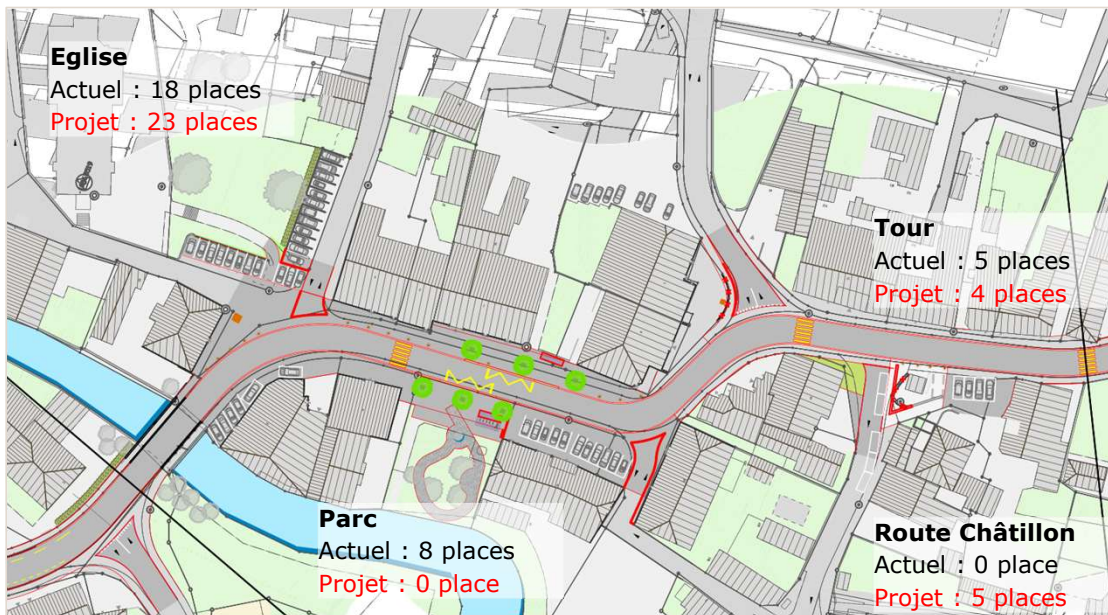 Eglise
Actuel : 18 places
Projet : 23 places
Tour
Actuel : 5 places
Projet : 4 places
Parc
Actuel : 8 places
Projet : 0 place
Route Châtillon
Actuel : 0 place
Projet : 5 places